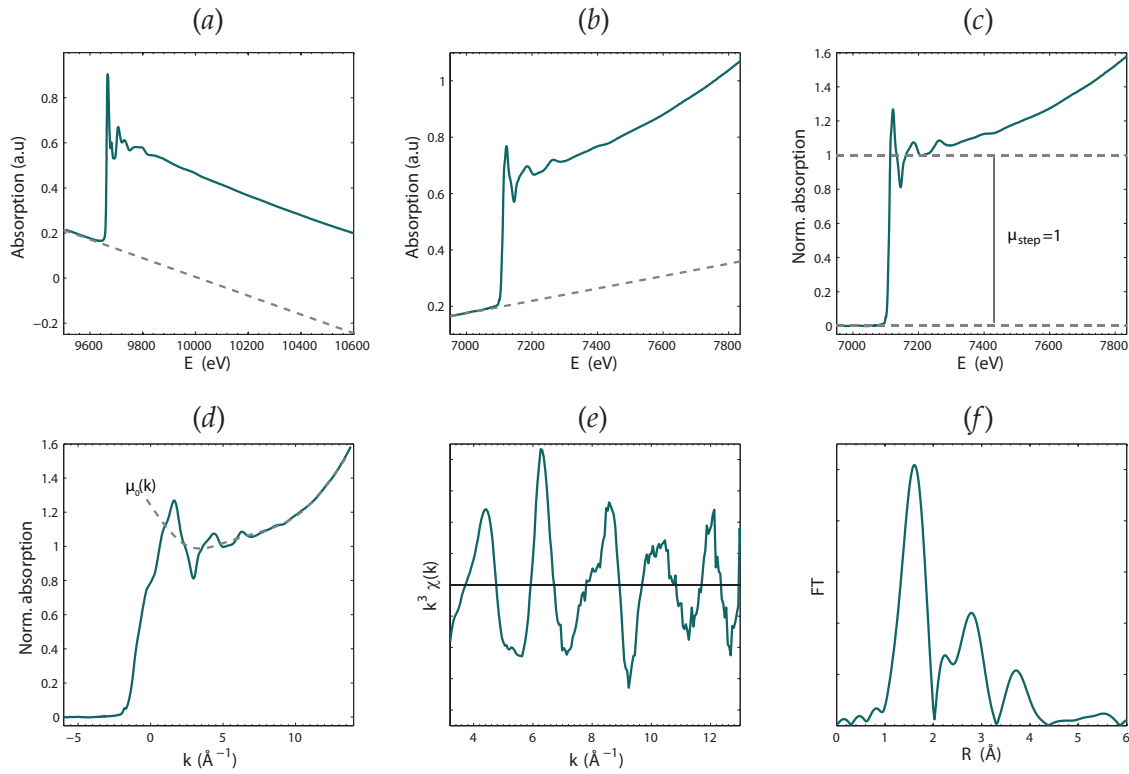 (a)
(b)
(c)
Absorption (a.u)
0.8
0.6
0.4
0.2
0
−0.2
9600 9800 10000 10200 10400 10600
E (eV)
Absorption (a.u)
1
0.8
0.6
0.4
0.2
7000 7200 7400 7600 7800
E (eV)
Norm. absorption
1.6
1.4
1.2
1
0.8
0.6
0.4
0.2
0
μstep=1
7000 7200 7400 7600 7800
E (eV)
(d)
(e)
(f)
Norm. absorption
1.6
1.4
1.2
1
0.8
0.6
0.4
0.2
0
μ0(k)
−5 0 5 10
k (Å⁻¹)
k³ χ(k)
4 6 8 10 12
k (Å⁻¹)
FT
0 1 2 3 4 5 6
R (Å)